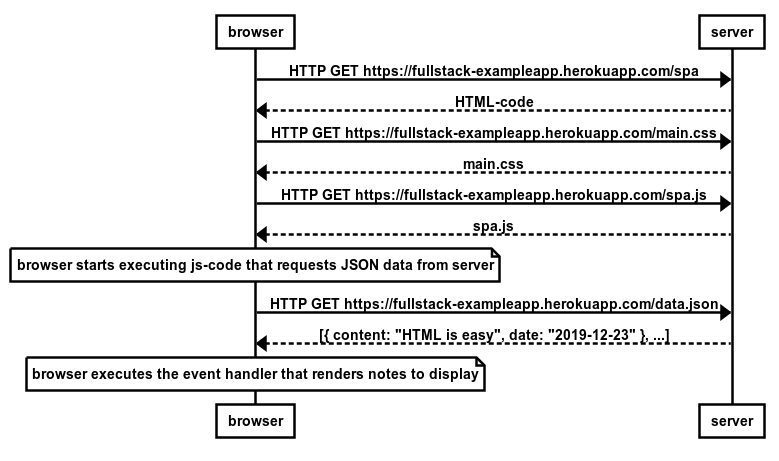 browser server
HTTP GET https://fullstack-exampleapp.herokuapp.com/spa
HTML-code
HTTP GET https://fullstack-exampleapp.herokuapp.com/main.css
main.css
HTTP GET https://fullstack-exampleapp.herokuapp.com/spa.js
spa.js
browser starts executing js-code that requests JSON data from server
HTTP GET https://fullstack-exampleapp.herokuapp.com/data.json
[{ content: "HTML is easy", date: "2019-12-23" }, ...]
browser executes the event handler that renders notes to display
browser server